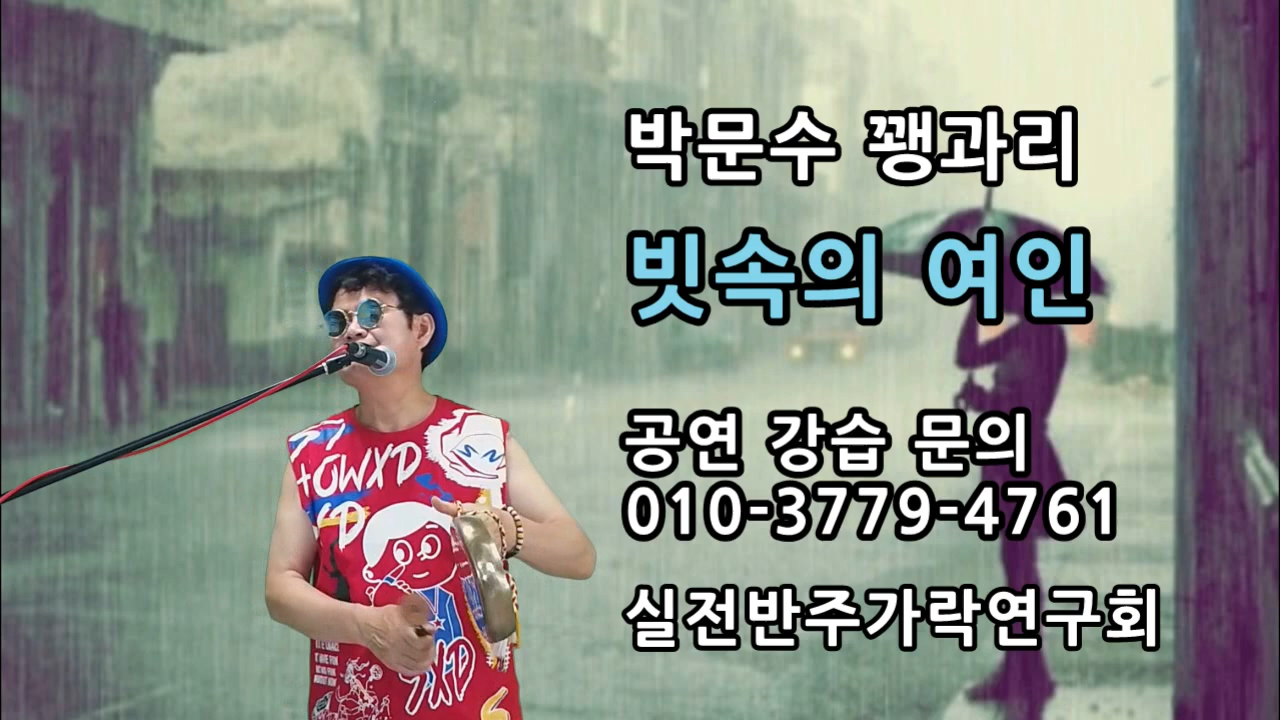 박문수 꽹과리
빗속의 여인
공연 강습 문의
010-3779-4761
실전반주가락연구회
tOWXD